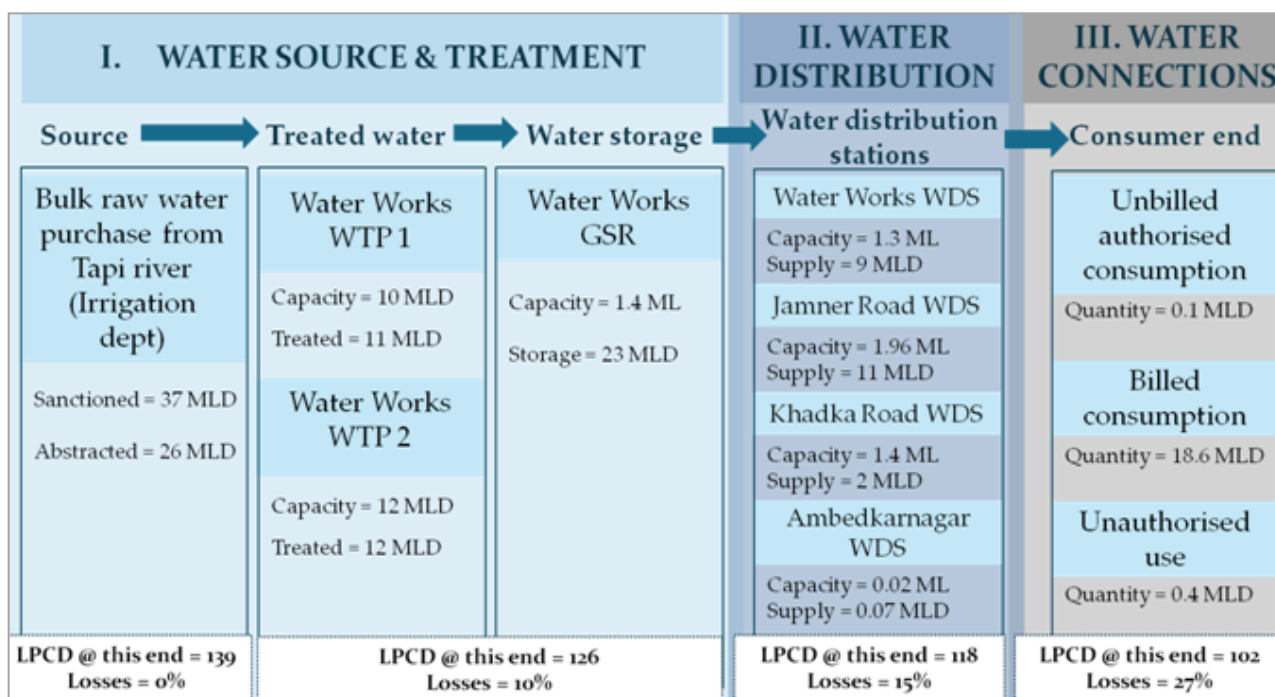 I. WATER SOURCE & TREATMENT
II. WATER
DISTRIBUTION
III. WATER
CONNECTIONS
Source
Treated water
Water storage
Water distribution
stations
Consumer end
Bulk raw water
purchase from
Tapi river
(Irrigation
dept)
Sanctioned = 37 MLD
Abstracted = 26 MLD
LPCD @ this end = 139
Losses = 0%
Water Works
WTP 1
Capacity = 10 MLD
Treated = 11 MLD
Water Works
WTP 2
Capacity = 12 MLD
Treated = 12 MLD
Water Works
GSR
Capacity = 1.4 ML
Storage = 23 MLD
LPCD @ this end = 126
Losses = 10%
Water Works WDS
Capacity = 1.3 ML
Supply = 9 MLD
Jamner Road WDS
Capacity = 1.96 ML
Supply = 11 MLD
Khadka Road WDS
Capacity = 1.4 ML
Supply = 2 MLD
Ambedkarnagar
WDS
Capacity = 0.02 ML
Supply = 0.07 MLD
LPCD @ this end = 118
Losses = 15%
Unbilled
authorised
consumption
Quantity = 0.1 MLD
Billed
consumption
Quantity = 18.6 MLD
Unauthorised
use
Quantity = 0.4 MLD
LPCD @ this end = 102
Losses = 27%